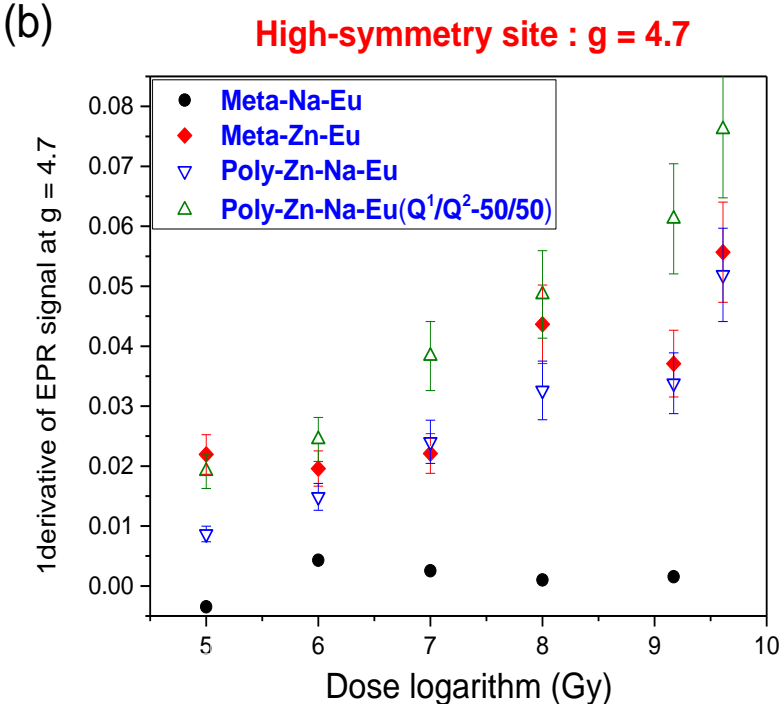 (b)
High-symmetry site : g = 4.7
Meta-Na-Eu
Meta-Zn-Eu
Poly-Zn-Na-Eu
Poly-Zn-Na-Eu(Q¹/Q²-50/50)
1derivative of EPR signal at g = 4.7
0.08
0.07
0.06
0.05
0.04
0.03
0.02
0.01
0.00
5 6 7 8 9 10
Dose logarithm (Gy)